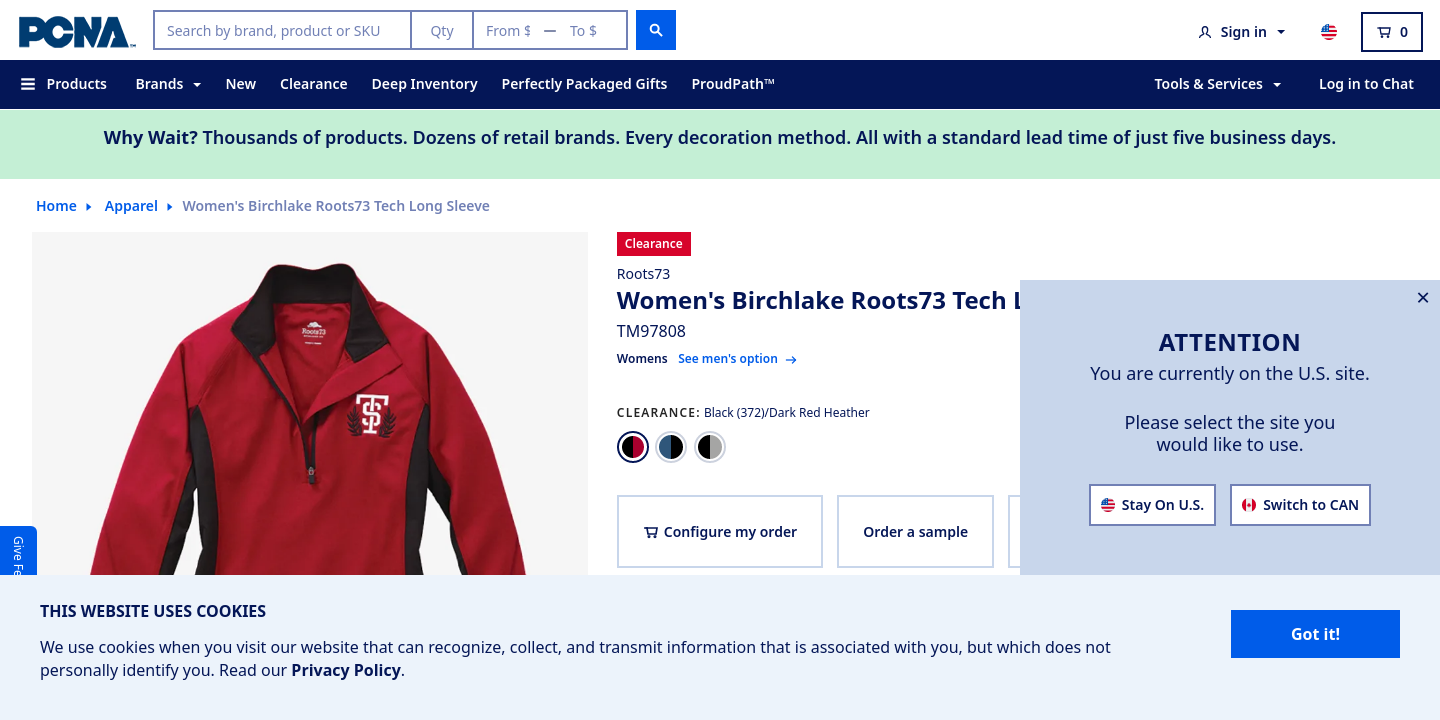 PCNA™
Search by brand, product or SKU
Qty
From $ — To $
Sign in
0
Products
Brands
New
Clearance
Deep Inventory
Perfectly Packaged Gifts
ProudPath™
Tools & Services
Log in to Chat
Why Wait? Thousands of products. Dozens of retail brands. Every decoration method. All with a standard lead time of just five business days.
Home
Apparel
Women's Birchlake Roots73 Tech Long Sleeve
Clearance
Roots73
Women's Birchlake Roots73 Tech L
TM97808
Womens See men's option
CLEARANCE: Black (372)/Dark Red Heather
Configure my order
Order a sample
Roots73
TS
Give Fe
ATTENTION
You are currently on the U.S. site.
Please select the site you
would like to use.
Stay On U.S.
Switch to CAN
THIS WEBSITE USES COOKIES
We use cookies when you visit our website that can recognize, collect, and transmit information that is associated with you, but which does not
personally identify you. Read our Privacy Policy.
Got it!